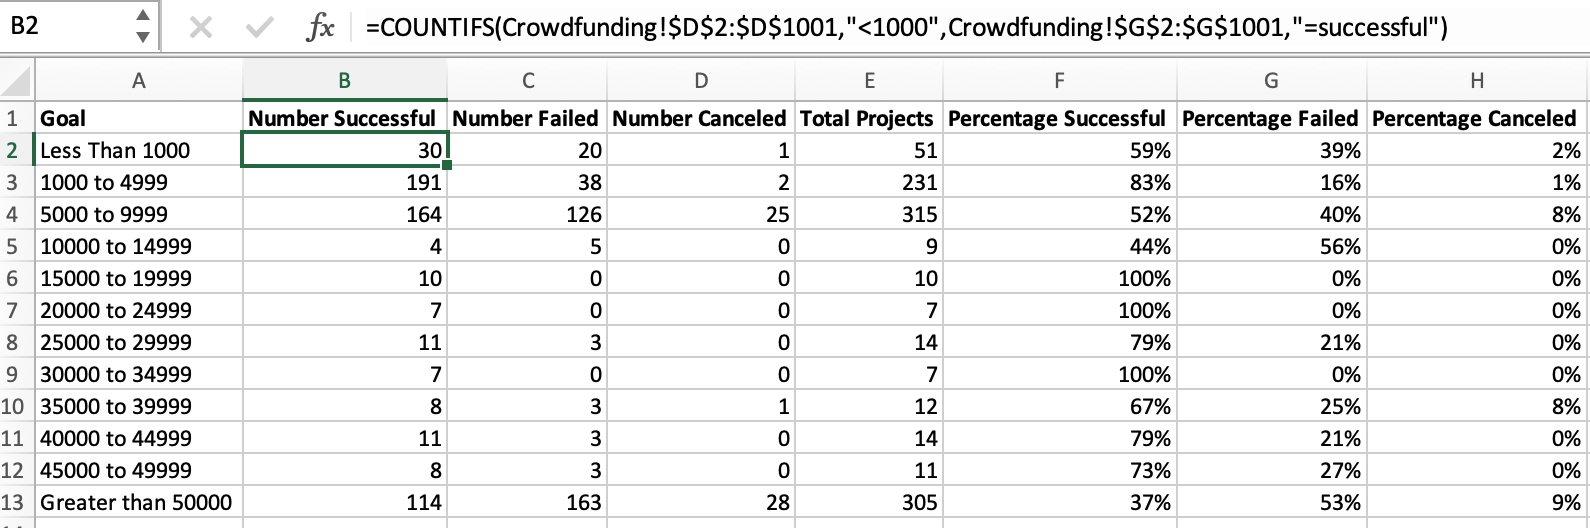 B2 fx =COUNTIFS(Crowdfunding!$D$2:$D$1001,"<1000",Crowdfunding!$G$2:$G$1001,"=successful")
A B C D E F G H
1 Goal Number Successful Number Failed Number Canceled Total Projects Percentage Successful Percentage Failed Percentage Canceled
2 Less Than 1000 30 20 1 51 59% 39% 2%
3 1000 to 4999 191 38 2 231 83% 16% 1%
4 5000 to 9999 164 126 25 315 52% 40% 8%
5 10000 to 14999 4 5 0 9 44% 56% 0%
6 15000 to 19999 10 0 0 10 100% 0% 0%
7 20000 to 24999 7 0 0 7 100% 0% 0%
8 25000 to 29999 11 3 0 14 79% 21% 0%
9 30000 to 34999 7 0 0 7 100% 0% 0%
10 35000 to 39999 8 3 1 12 67% 25% 8%
11 40000 to 44999 11 3 0 14 79% 21% 0%
12 45000 to 49999 8 3 0 11 73% 27% 0%
13 Greater than 50000 114 163 28 305 37% 53% 9%